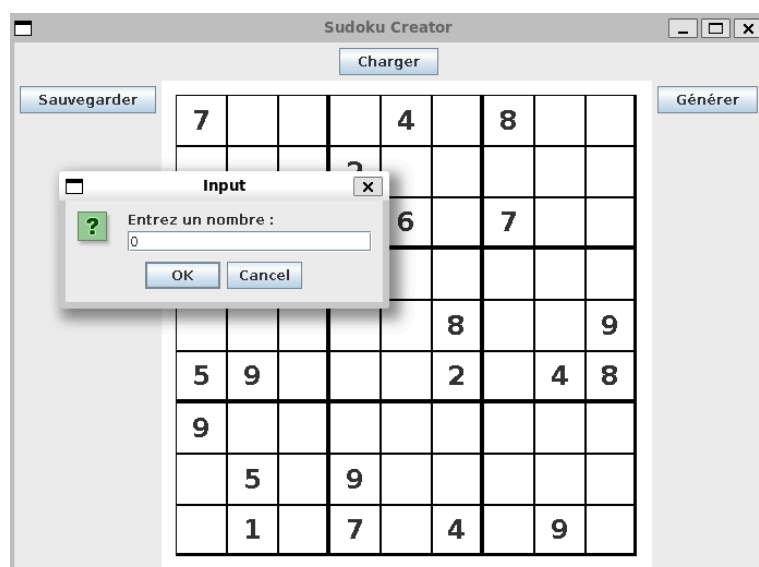 Sudoku Creator
Charger
Sauvegarder
Générer
7 4 8
2
Input
Entrez un nombre :
0
OK Cancel
6 7
8 9
5 9 2 4 8
9
5 9
1 7 4 9